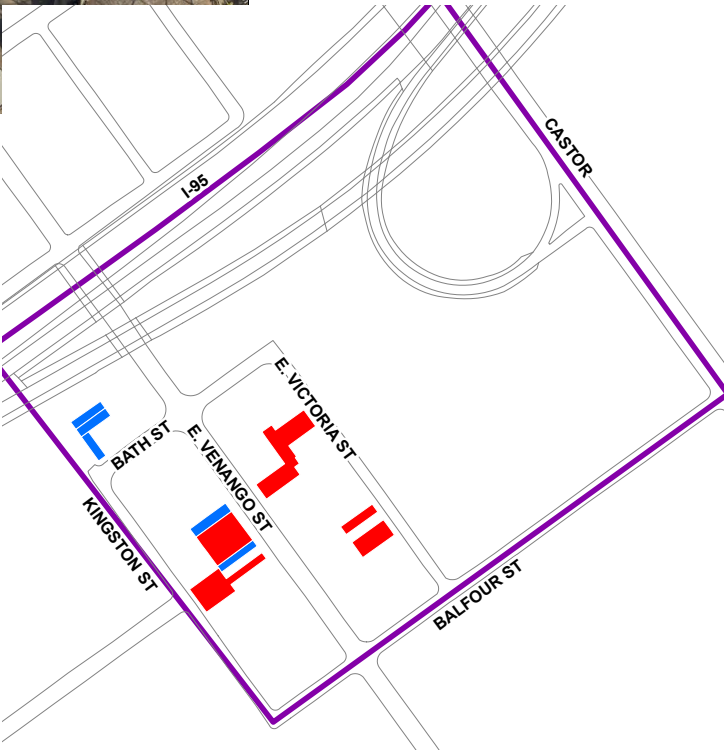 I-95
CASTOR
E. VICTORIA ST
BATH ST
E. VENANGO ST
KINGSTON ST
BALFOUR ST